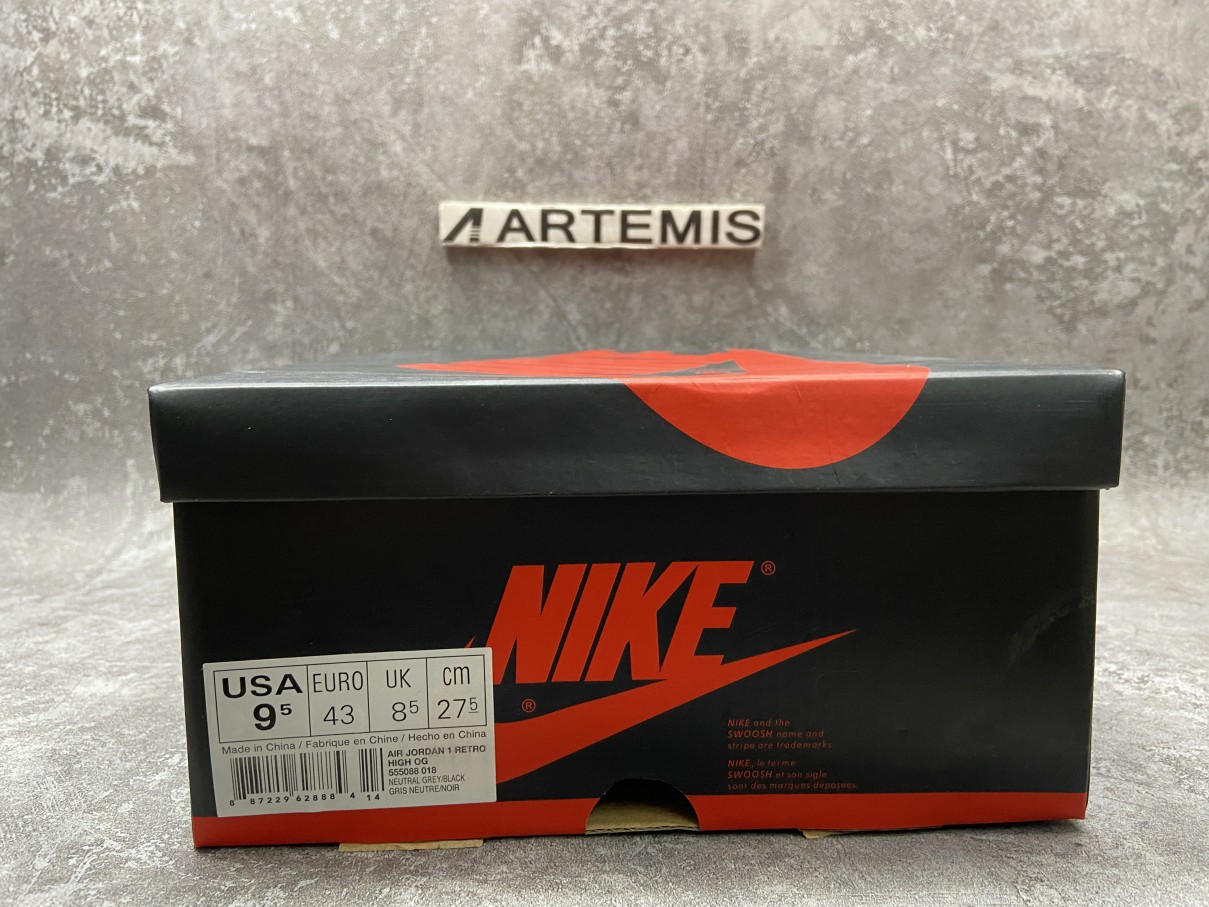 ARTEMIS
NIKE ®
®
USA EURO UK cm
9⁵ 43 8⁵ 27⁵
Made in China / Fabriqué en Chine / Hecho en China
AIR JORDAN 1 RETRO
HIGH OG
555088 018
NEUTRAL GREY/BLACK
GRIS NEUTRE/NOIR
8 87229 62888 4 14
NIKE and the
SWOOSH name and
stripe are trademarks.
NIKE, le terme
SWOOSH et son sigle
sont des marques deposees.